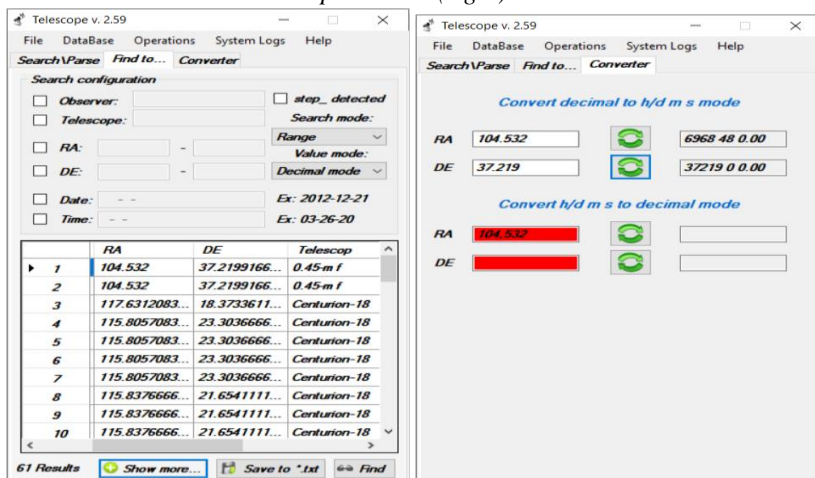 Telescope v. 2.59
File DataBase Operations System Logs Help
Search\Parse Find to... Converter
Search configuration
Observer: step_ detected
Telescope: Search mode:
RA: - Range
Value mode:
DE: - Decimal mode
Date: - - Ex: 2012-12-21
Time: - - Ex: 03-26-20
RA DE Telescop
1 104.532 37.2199166... 0.45-m f
2 104.532 37.2199166... 0.45-m f
3 117.6312083... 18.3733611... Centurion-18
4 115.8057083... 23.3036666... Centurion-18
5 115.8057083... 23.3036666... Centurion-18
6 115.8057083... 23.3036666... Centurion-18
7 115.8057083... 23.3036666... Centurion-18
8 115.8376666... 21.6541111... Centurion-18
9 115.8376666... 21.6541111... Centurion-18
10 115.8376666... 21.6541111... Centurion-18
61 Results Show more... Save to *.txt Find
Telescope v. 2.59
File DataBase Operations System Logs Help
Search\Parse Find to... Converter
Convert decimal to h/d m s mode
RA 104.532 6968 48 0.00
DE 37.219 37219 0 0.00
Convert h/d m s to decimal mode
RA 104.532
DE